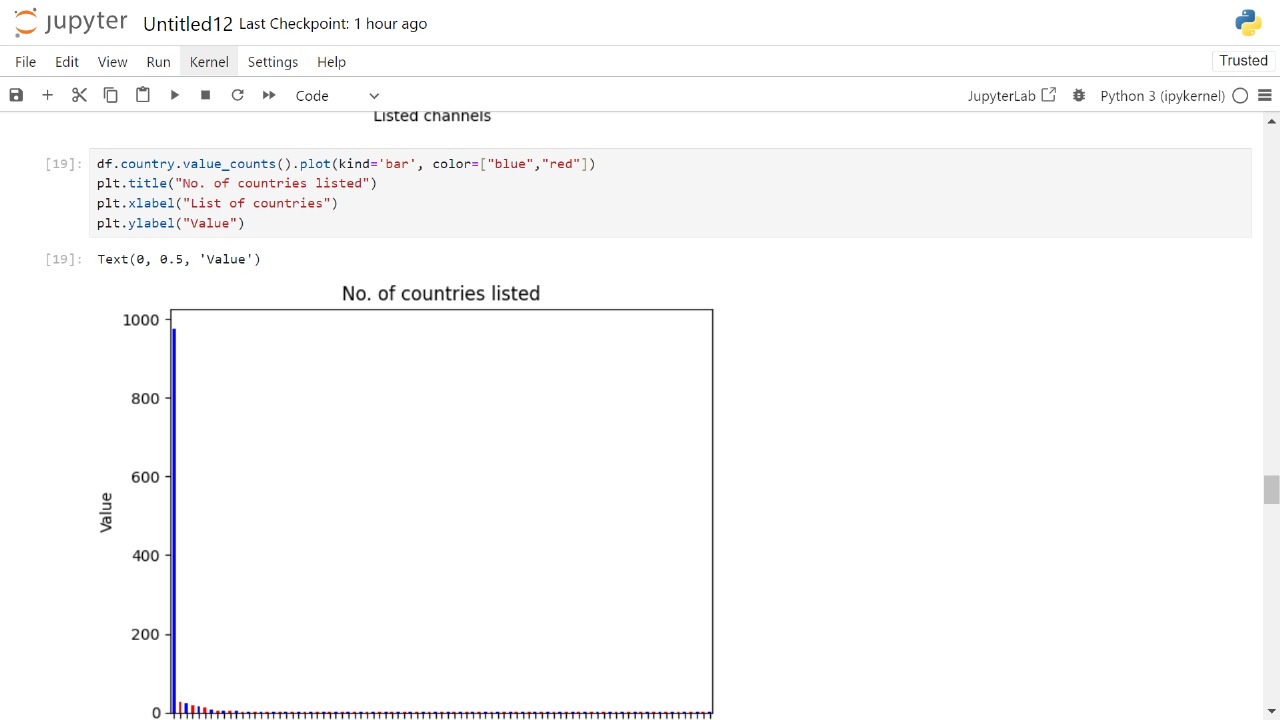 jupyter Untitled12 Last Checkpoint: 1 hour ago
File Edit View Run Kernel Settings Help Trusted
Code JupyterLab Python 3 (ipykernel)
Listed channels
[19]: df.country.value_counts().plot(kind='bar', color=["blue","red"])
plt.title("No. of countries listed")
plt.xlabel("List of countries")
plt.ylabel("Value")
[19]: Text(0, 0.5, 'Value')
No. of countries listed
1000
800
600
Value
400
200
0